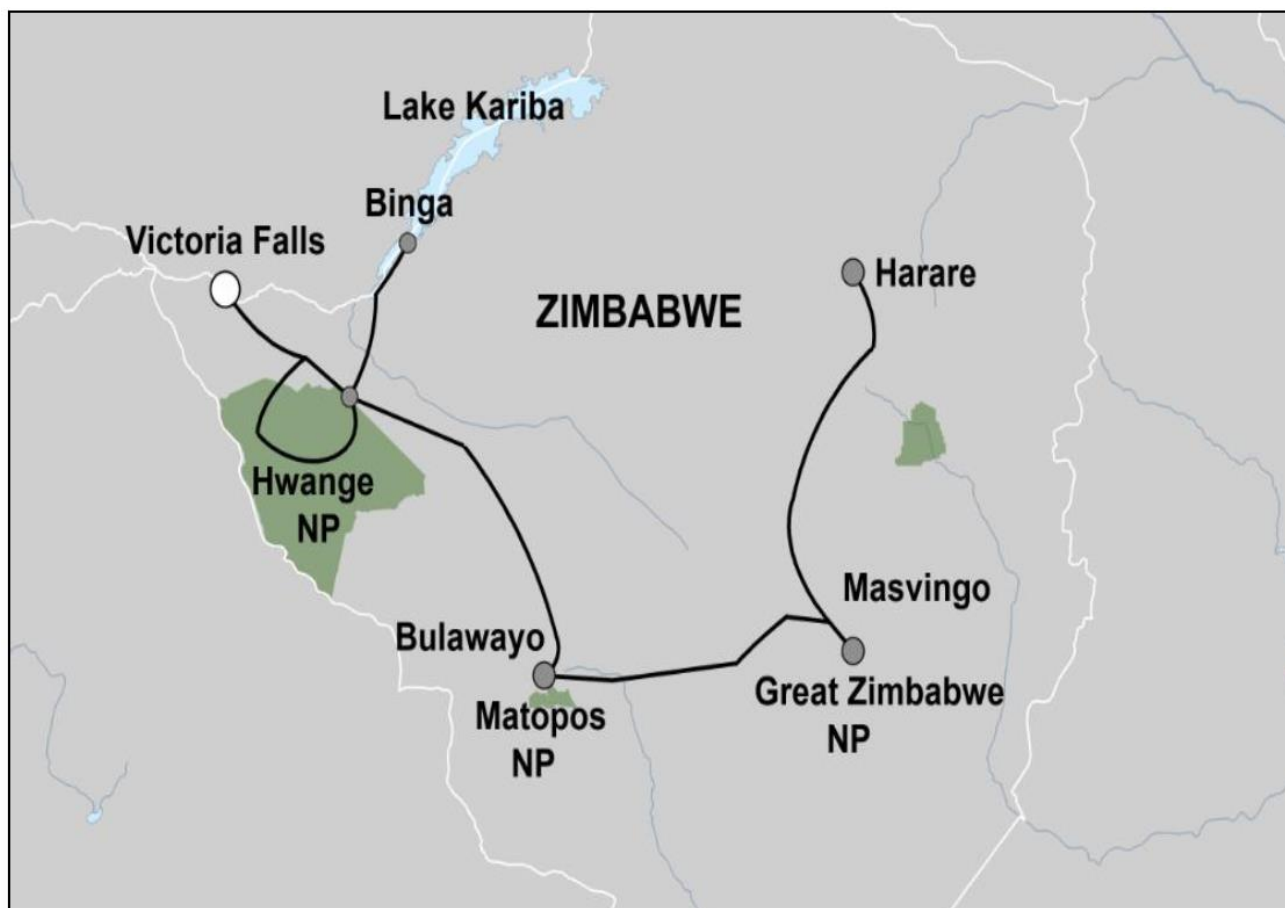 Lake Kariba
Binga
Victoria Falls
Harare
ZIMBABWE
Hwange
NP
Masvingo
Bulawayo
Great Zimbabwe
NP
Matopos
NP